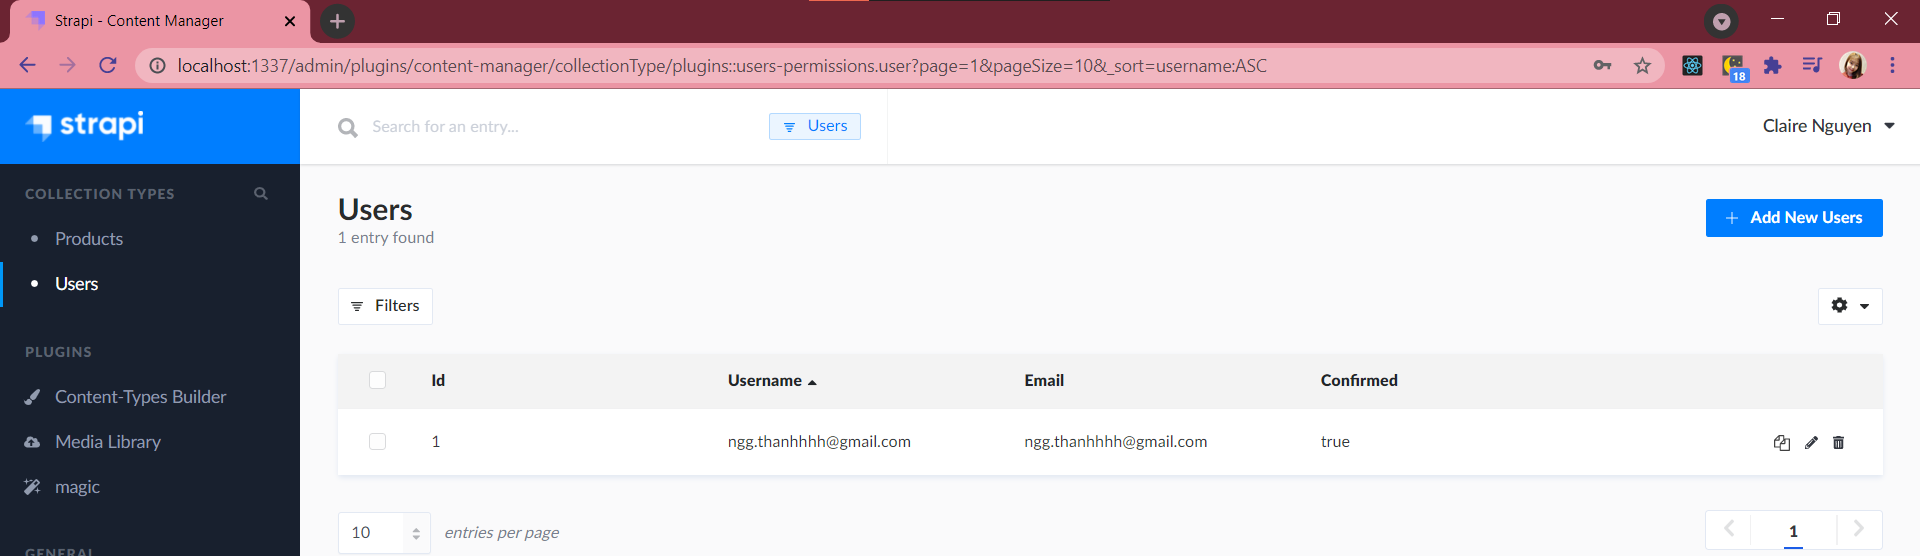 Strapi - Content Manager
localhost:1337/admin/plugins/content-manager/collectionType/plugins::users-permissions.user?page=1&pageSize=10&_sort=username:ASC
18
strapi
Search for an entry...
Users
Claire Nguyen
COLLECTION TYPES
Products
Users
PLUGINS
Content-Types Builder
Media Library
magic
GENERAL
Users
1 entry found
Add New Users
Filters
Id Username Email Confirmed
1 ngg.thanhhhh@gmail.com ngg.thanhhhh@gmail.com true
10 entries per page
1